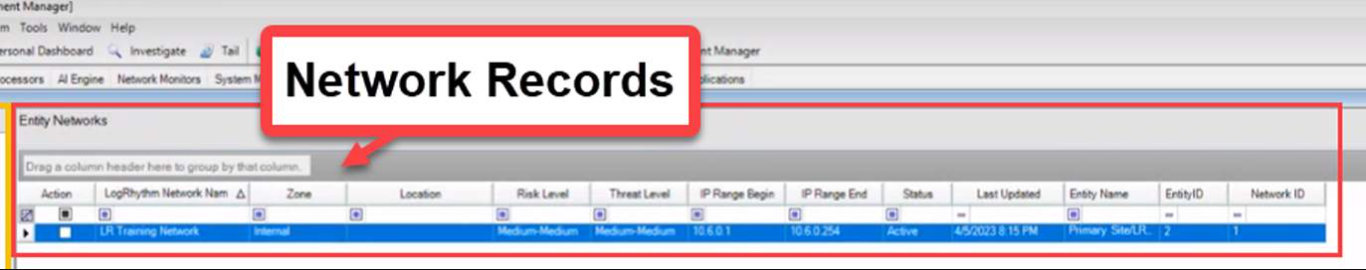 ment Manager]
m Tools Window Help
ersonal Dashboard Investigate Tail nt Manager
ocessors AI Engine Network Monitors System M plications
Network Records
Entity Networks
Drag a column header here to group by that column.
Action LogRhythm Network Nam Zone Location Risk Level Threat Level IP Range Begin IP Range End Status Last Updated Entity Name EntityID Network ID
LR Training Network Internal Medium-Medium Medium-Medium 10.6.0.1 10.6.0.254 Active 4/5/2023 8:15 PM Primary Site/LR... 2 1